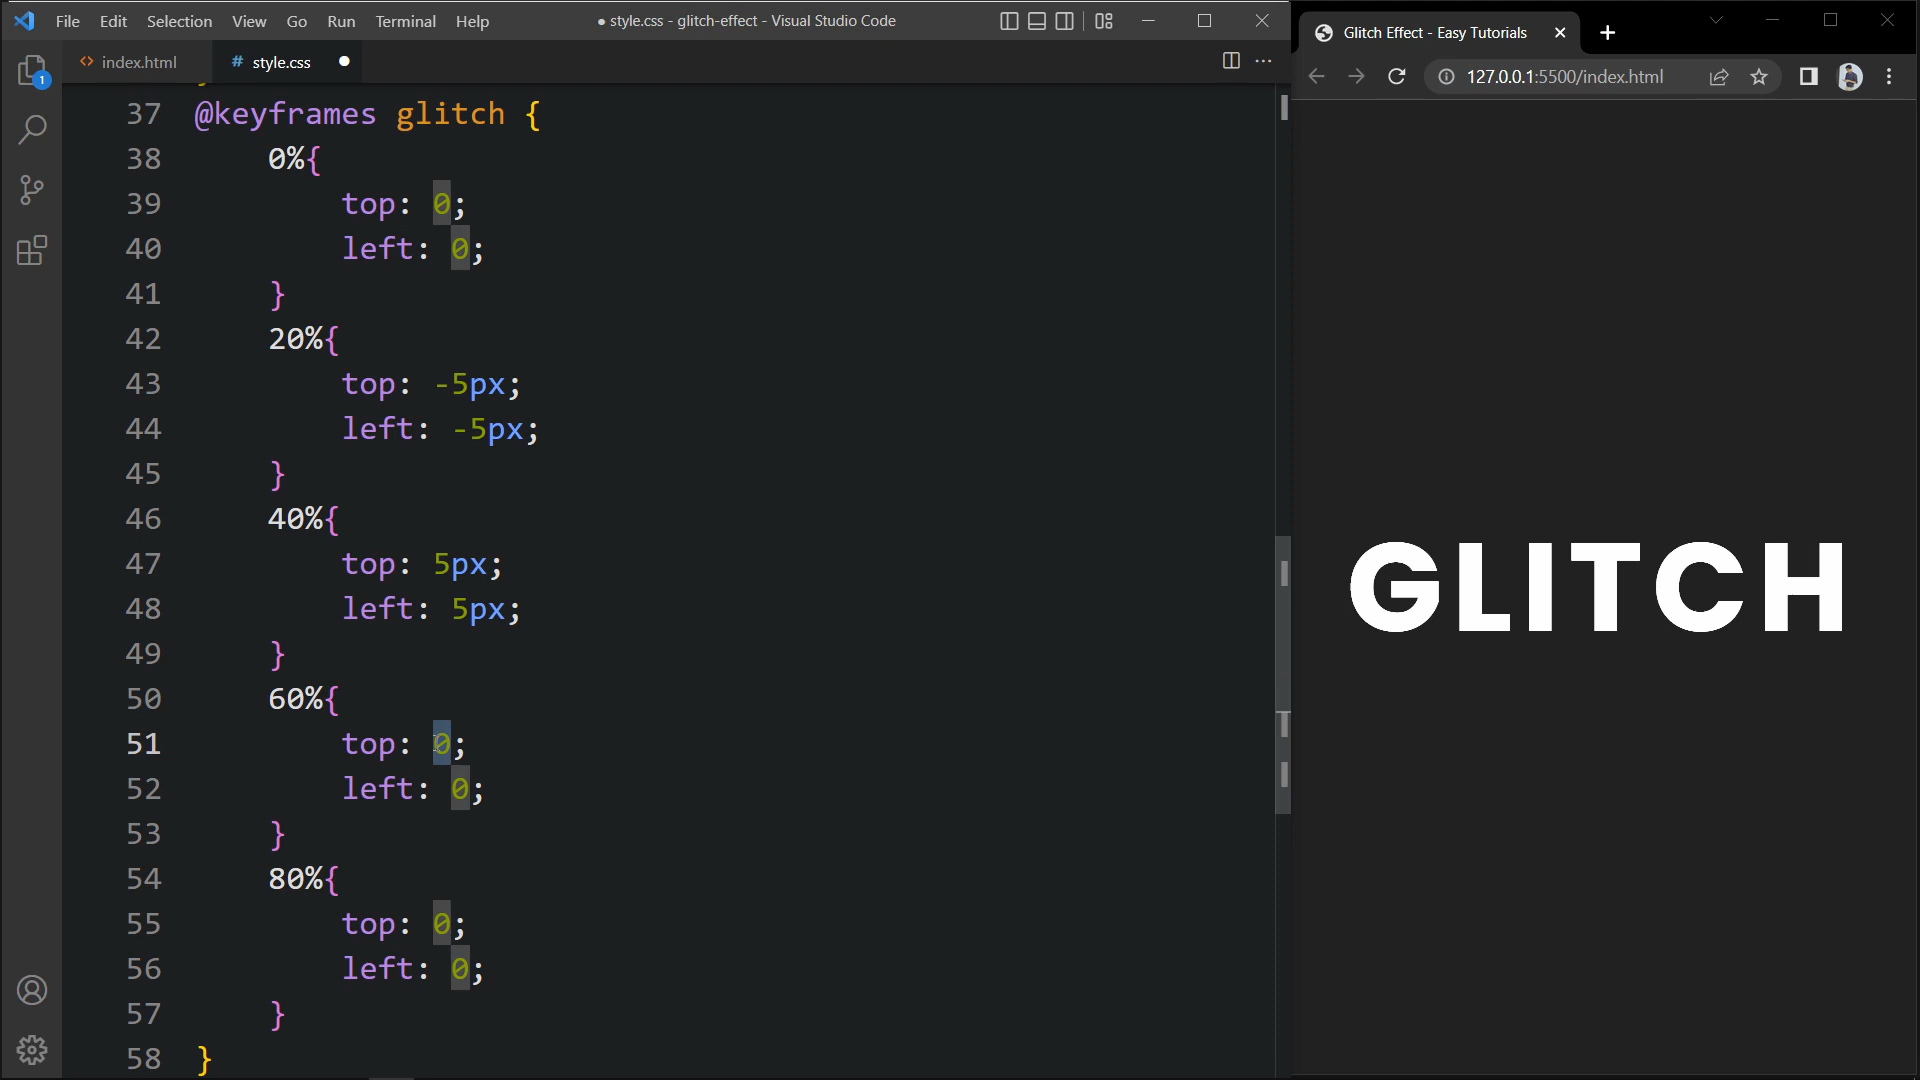 File Edit Selection View Go Run Terminal Help
● style.css - glitch-effect - Visual Studio Code
index.html
# style.css
1
37 @keyframes glitch {
38 0%{
39 top: 0;
40 left: 0;
41 }
42 20%{
43 top: -5px;
44 left: -5px;
45 }
46 40%{
47 top: 5px;
48 left: 5px;
49 }
50 60%{
51 top: 0;
52 left: 0;
53 }
54 80%{
55 top: 0;
56 left: 0;
57 }
58 }
Glitch Effect - Easy Tutorials
127.0.0.1:5500/index.html
GLITCH